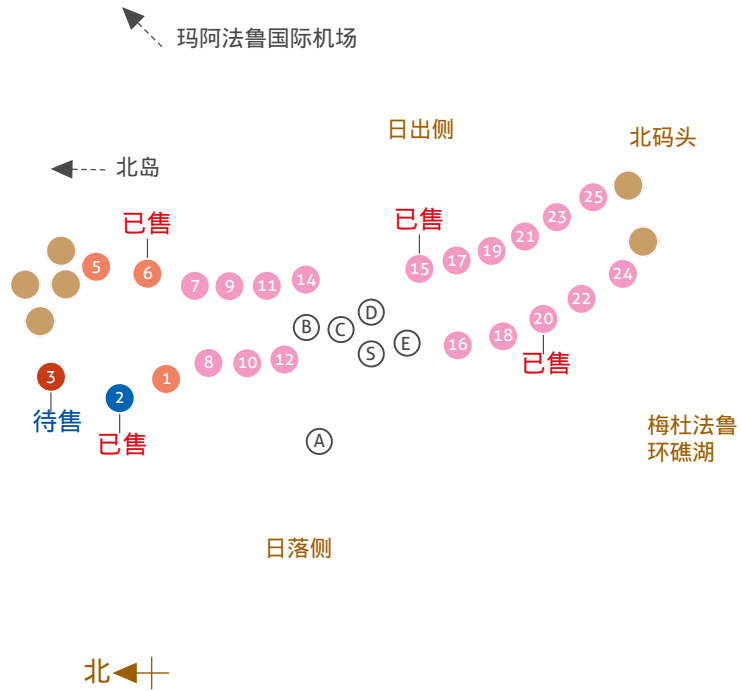 玛阿法鲁国际机场
日出侧
北码头
北岛
25
已售
已售
23
21
19
17
15
5
6
7
9
11
14
24
22
20
18
16
D
B
C
E
S
8
10
12
1
3
2
待售
已售
已售
A
梅杜法鲁
环礁湖
日落侧
北